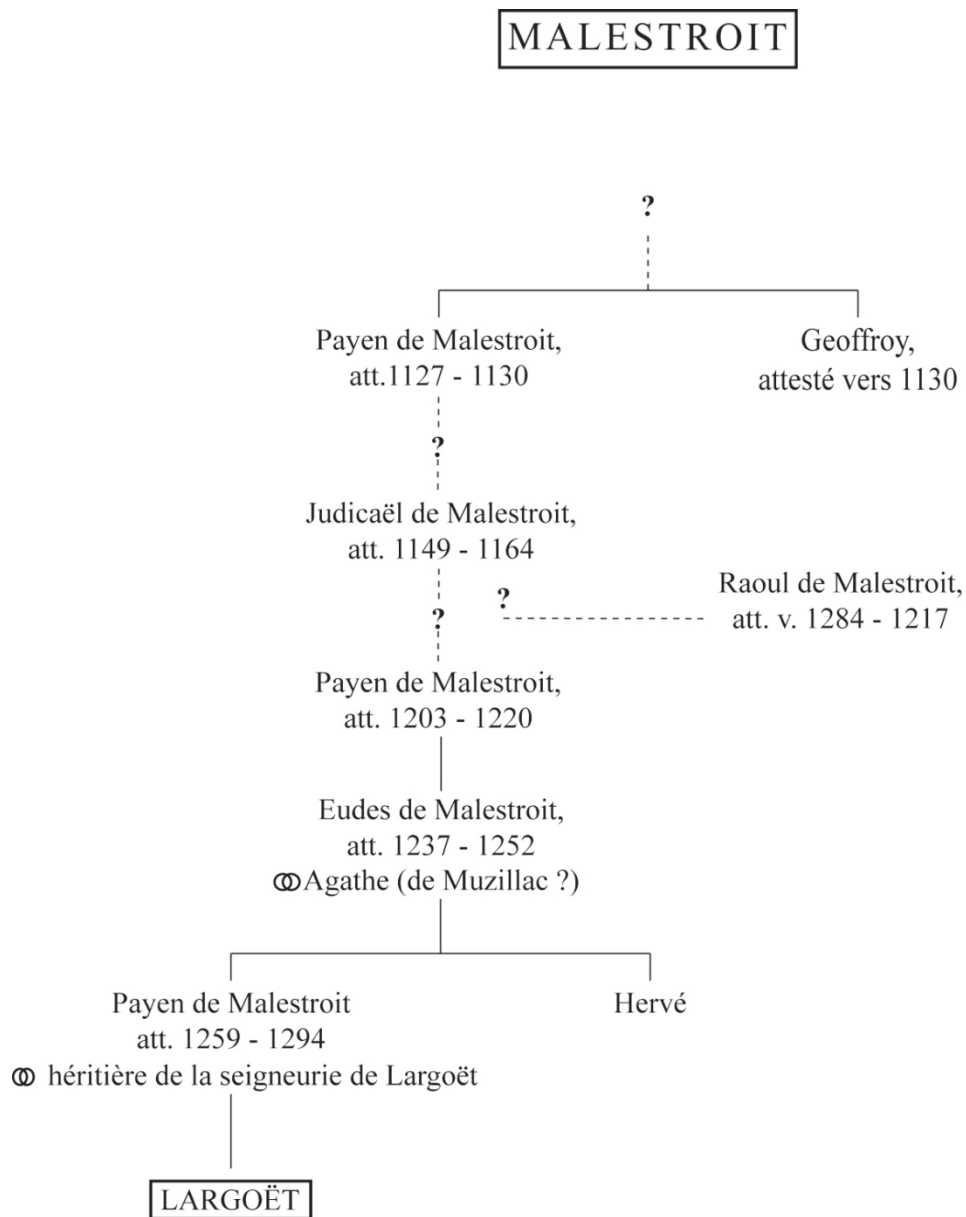 MALESTROIT
?
Payen de Malestroit,
att.1127 - 1130
Geoffroy,
attesté vers 1130
?
Judicaël de Malestroit,
att. 1149 - 1164
?
Raoul de Malestroit,
att. v. 1284 - 1217
?
Payen de Malestroit,
att. 1203 - 1220
Eudes de Malestroit,
att. 1237 - 1252
Agathe (de Muzillac ?)
Payen de Malestroit
att. 1259 - 1294
héritière de la seigneurie de Largoët
Hervé
LARGOËT